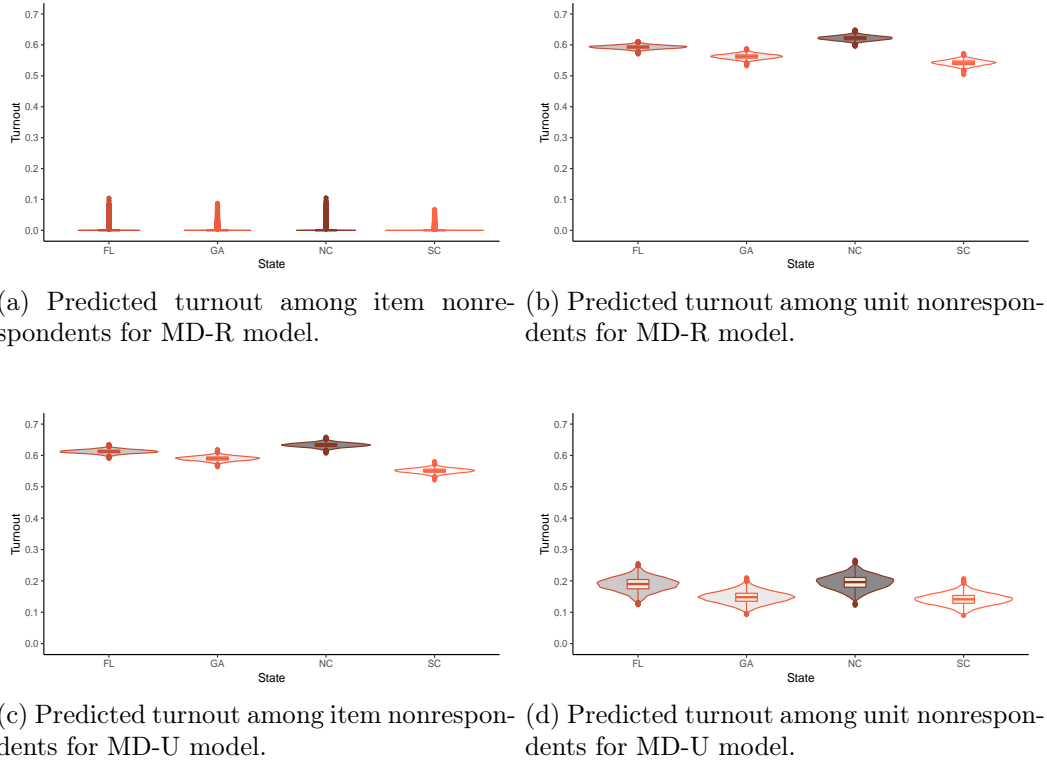 0.7
0.6
0.5
0.4
0.3
0.2
0.1
0.0
Turnout
FL GA NC SC
State
(a) Predicted turnout among item nonre-
spondents for MD-R model.
0.7
0.6
0.5
0.4
0.3
0.2
0.1
0.0
Turnout
FL GA NC SC
State
(b) Predicted turnout among unit nonrespon-
dents for MD-R model.
0.7
0.6
0.5
0.4
0.3
0.2
0.1
0.0
Turnout
FL GA NC SC
State
(c) Predicted turnout among item nonrespon-
dents for MD-U model.
0.7
0.6
0.5
0.4
0.3
0.2
0.1
0.0
Turnout
FL GA NC SC
State
(d) Predicted turnout among unit nonrespon-
dents for MD-U model.